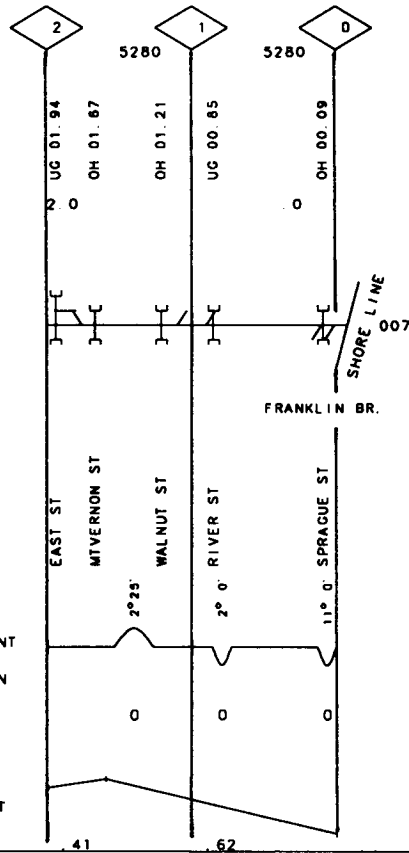 2 1 0
5280 5280
UG 01.94
OH 01.67
OH 01.21
UG 00.85
OH 00.09
2.0 .0
SHORE LINE
007
FRANKLIN BR.
EAST ST
MTVERNON ST
WALNUT ST
RIVER ST
SPRAGUE ST
2° 25'
2° 0'
11° 0'
NT
N
0 0 0
T
.41 .62